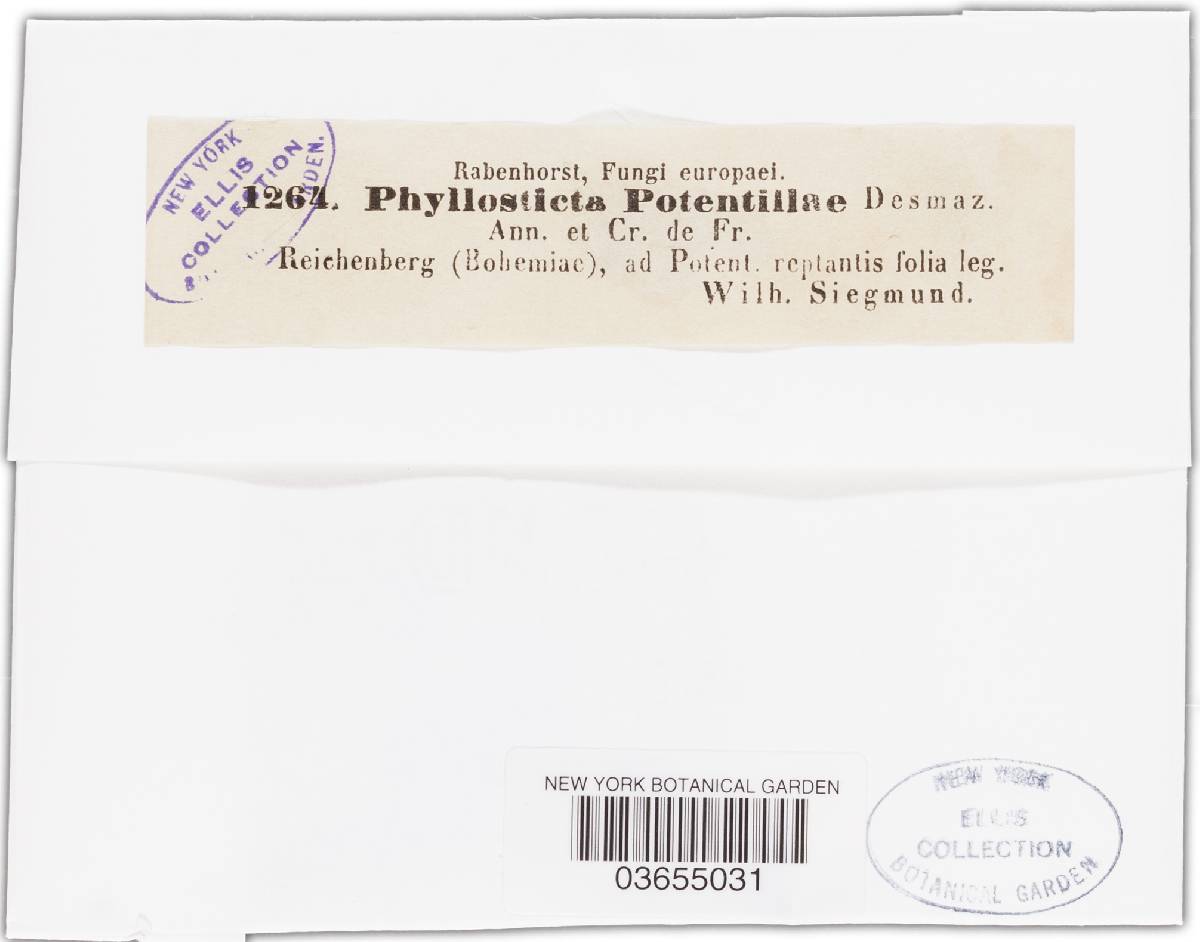 NEW YORK
ELLIS
COLLECTION
Rabenhorst, Fungi europaei.
1264. Phyllosticta Potentillae Desmaz.
Ann. et Cr. de Fr.
Reichenberg (Bohemiae), ad Potent. reptantis folia leg.
Wilh. Siegmund.
NEW YORK BOTANICAL GARDEN
03655031
NEW YORK
ELLIS
COLLECTION
BOTANICAL GARDEN